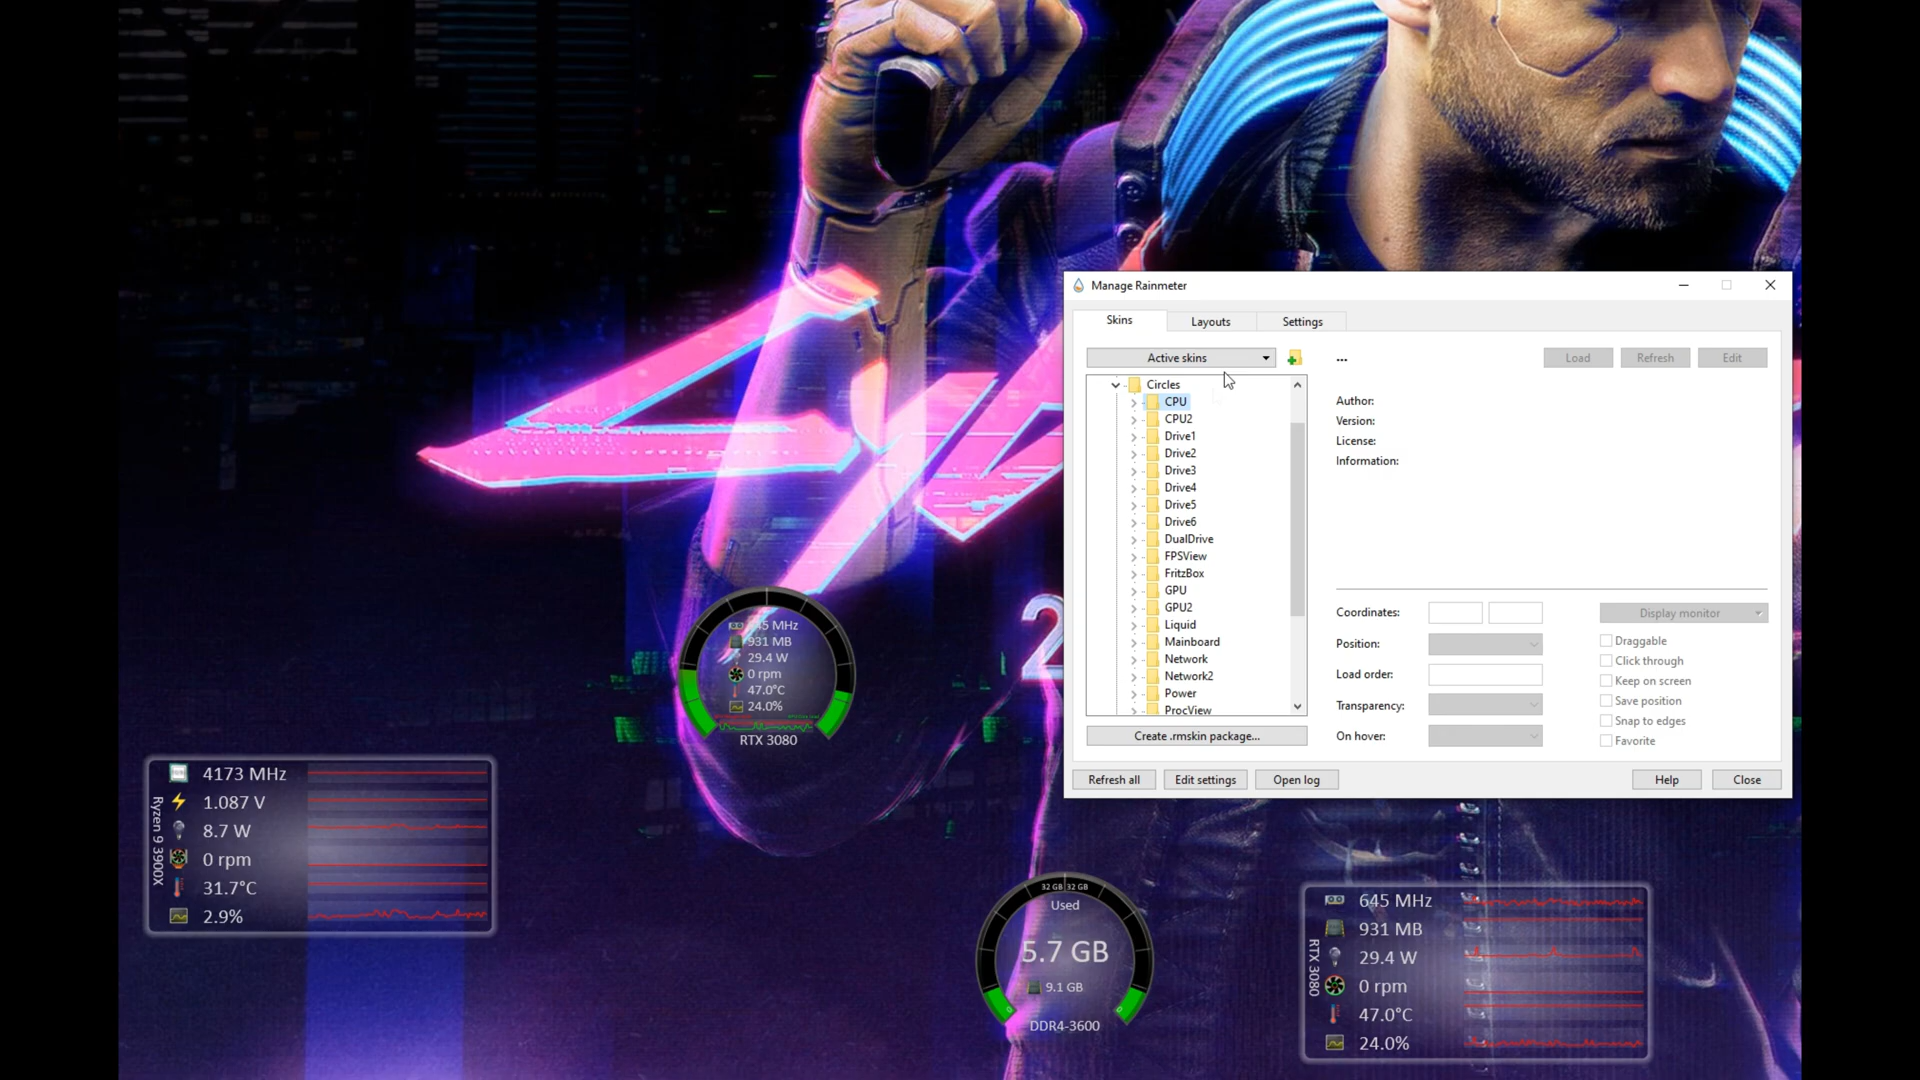 Manage Rainmeter
Skins
Layouts
Settings
Active skins
...
Load
Refresh
Edit
Circles
CPU
CPU2
Drive1
Drive2
Drive3
Drive4
Drive5
Drive6
DualDrive
FPSView
FritzBox
GPU
GPU2
Liquid
Mainboard
Network
Network2
Power
ProcView
Author:
Version:
License:
Information:
Coordinates:
Display monitor
Position:
Load order:
Transparency:
On hover:
Draggable
Click through
Keep on screen
Save position
Snap to edges
Favorite
Create .rmskin package...
Refresh all
Edit settings
Open log
Help
Close
645 MHz
931 MB
29.4 W
0 rpm
47.0°C
24.0%
RTX 3080
Ryzen 9 3900X
4173 MHz
1.087 V
8.7 W
0 rpm
31.7°C
2.9%
32 GB 32 GB
Used
5.7 GB
9.1 GB
DDR4-3600
RTX 3080
645 MHz
931 MB
29.4 W
0 rpm
47.0°C
24.0%